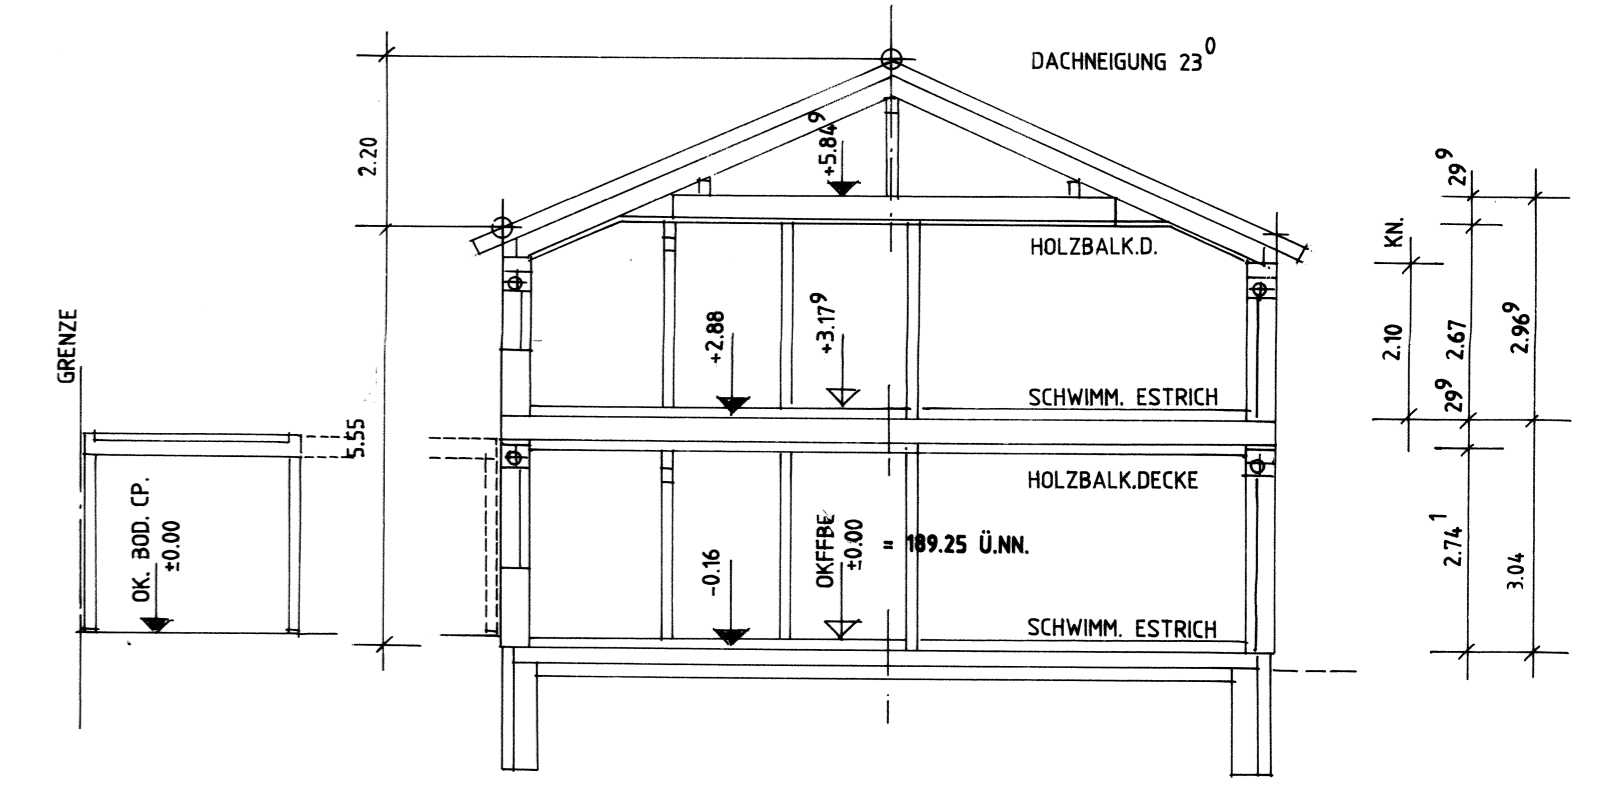 DACHNEIGUNG 23⁰
2.20
+5.84⁹
29⁹
KN.
HOLZBALK.D.
GRENZE
+2.88
+3.17⁹
2.10
2.67
2.96⁹
SCHWIMM. ESTRICH
29⁹
5.55
HOLZBALK.DECKE
OK. BOD. CP.
±0.00
-0.16
OKFFBE
±0.00
= 189.25 Ü.NN.
2.74¹
3.04
SCHWIMM. ESTRICH